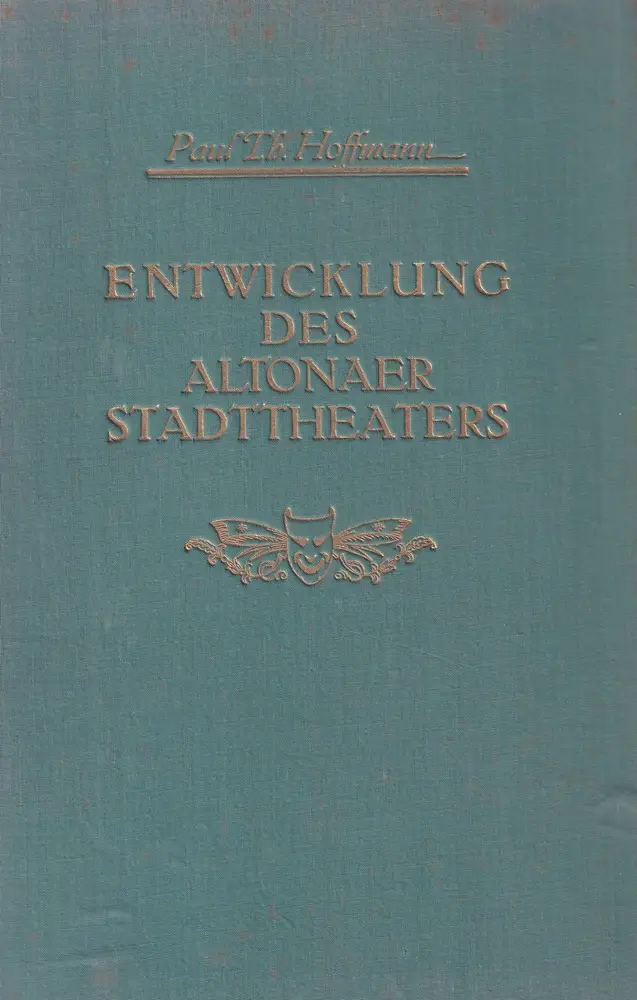 Paul Th. Hoffmann
ENTWICKLUNG
DES
ALTONAER
STADTTHEATERS